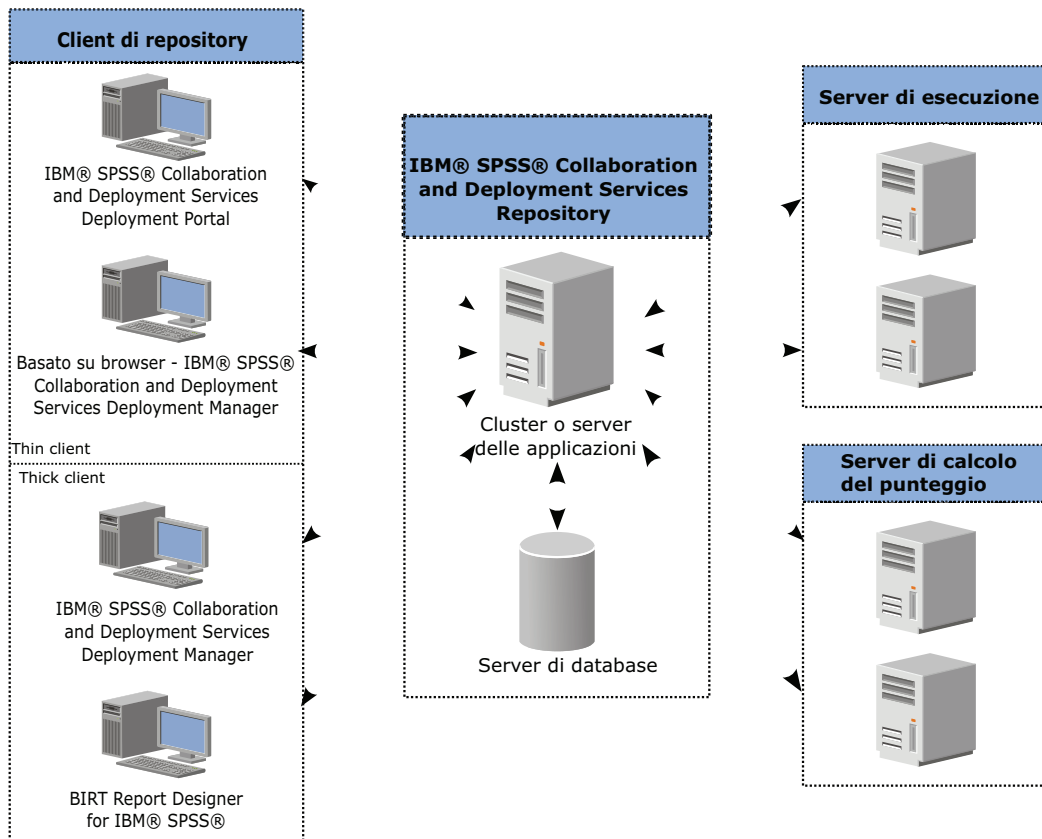 Client di repository
IBM® SPSS® Collaboration
and Deployment Services
Deployment Portal
Basato su browser - IBM® SPSS®
Collaboration and Deployment
Services Deployment Manager
Thin client
Thick client
IBM® SPSS® Collaboration
and Deployment Services
Deployment Manager
BIRT Report Designer
for IBM® SPSS®
IBM® SPSS® Collaboration
and Deployment Services
Repository
Cluster o server
delle applicazioni
Server di database
Server di esecuzione
Server di calcolo
del punteggio